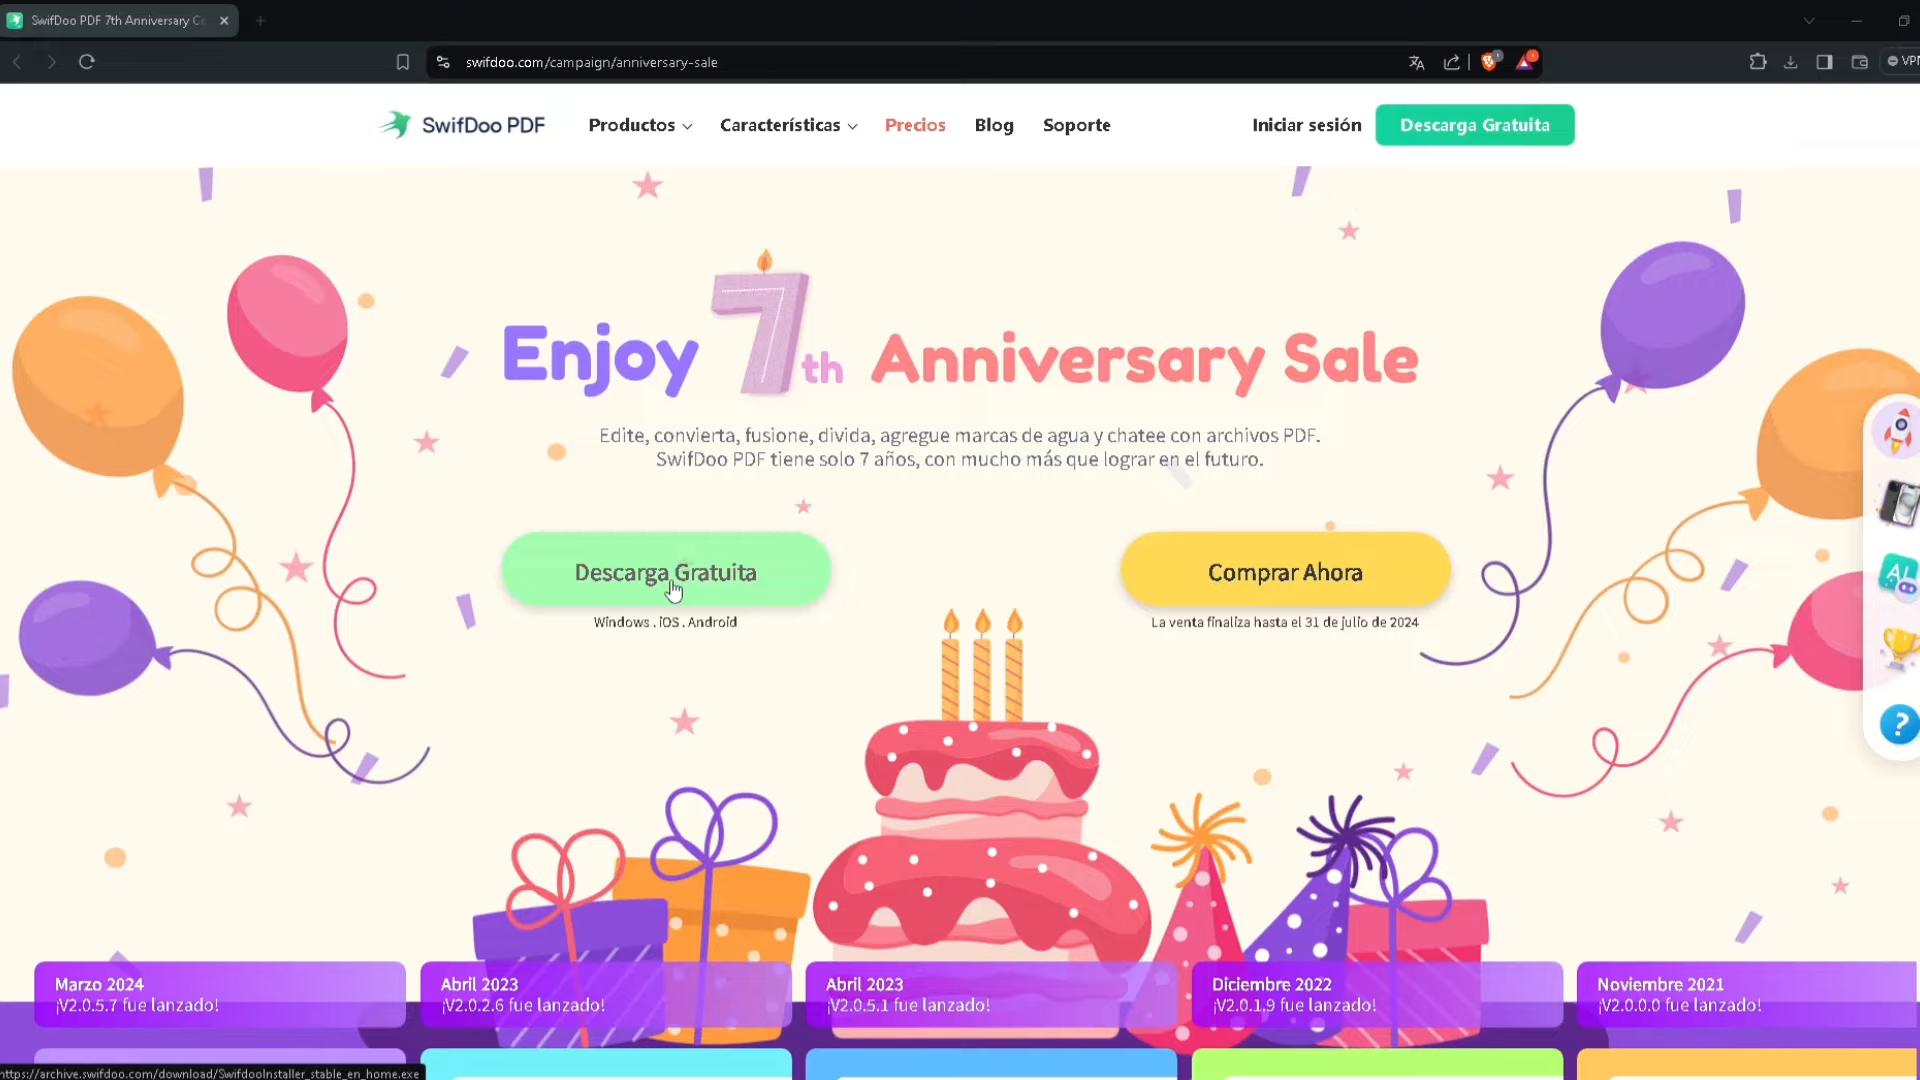 SwifDoo PDF 7th Anniversary Ce
swifdoo.com/campaign/anniversary-sale
VPN
SwifDoo PDF
Productos
Características
Precios
Blog
Soporte
Iniciar sesión
Descarga Gratuita
Enjoy 7th Anniversary Sale
Edite, convierta, fusione, divida, agregue marcas de agua y chatee con archivos PDF.
SwifDoo PDF tiene solo 7 años, con mucho más que lograr en el futuro.
Descarga Gratuita
Windows . iOS . Android
Comprar Ahora
La venta finaliza hasta el 31 de julio de 2024
AI
?
Marzo 2024
¡V2.0.5.7 fue lanzado!
Abril 2023
¡V2.0.2.6 fue lanzado!
Abril 2023
¡V2.0.5.1 fue lanzado!
Diciembre 2022
¡V2.0.1.9 fue lanzado!
Noviembre 2021
¡V2.0.0.0 fue lanzado!
https://archive.swifdoo.com/download/SwifdooInstaller_stable_en_home.exe